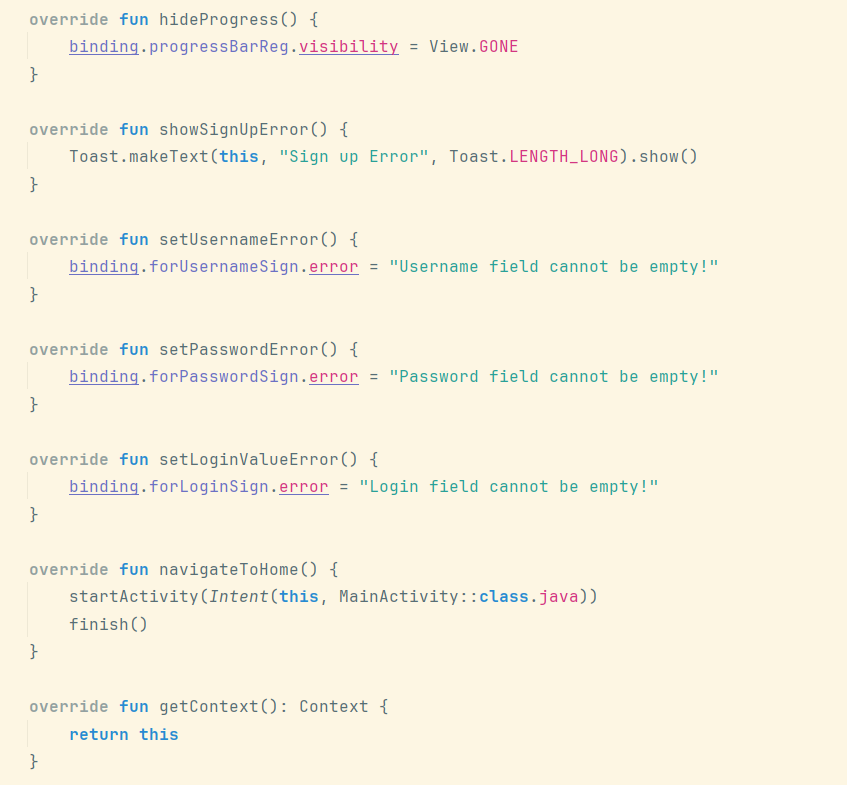 override fun hideProgress() {
    binding.progressBarReg.visibility = View.GONE
}

override fun showSignUpError() {
    Toast.makeText(this, "Sign up Error", Toast.LENGTH_LONG).show()
}

override fun setUsernameError() {
    binding.forUsernameSign.error = "Username field cannot be empty!"
}

override fun setPasswordError() {
    binding.forPasswordSign.error = "Password field cannot be empty!"
}

override fun setLoginValueError() {
    binding.forLoginSign.error = "Login field cannot be empty!"
}

override fun navigateToHome() {
    startActivity(Intent(this, MainActivity::class.java))
    finish()
}

override fun getContext(): Context {
    return this
}